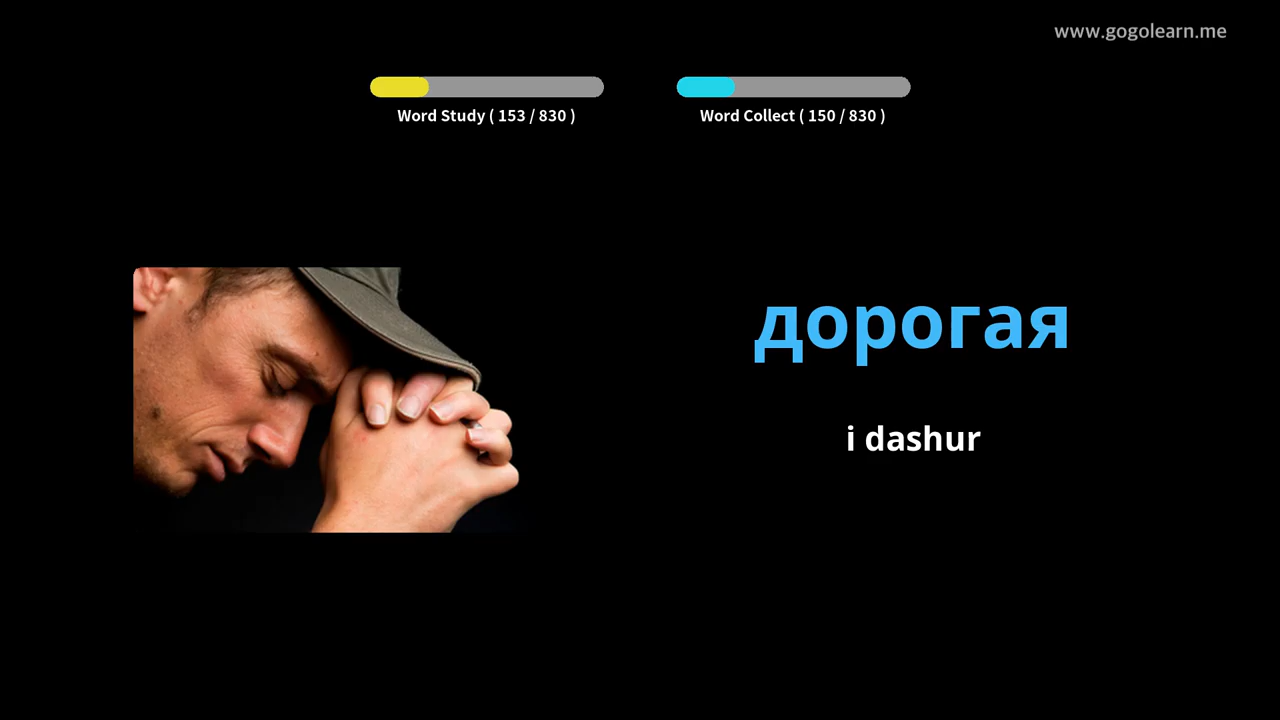 www.gogolearn.me
Word Study ( 153 / 830 )
Word Collect ( 150 / 830 )
дорогая
i dashur